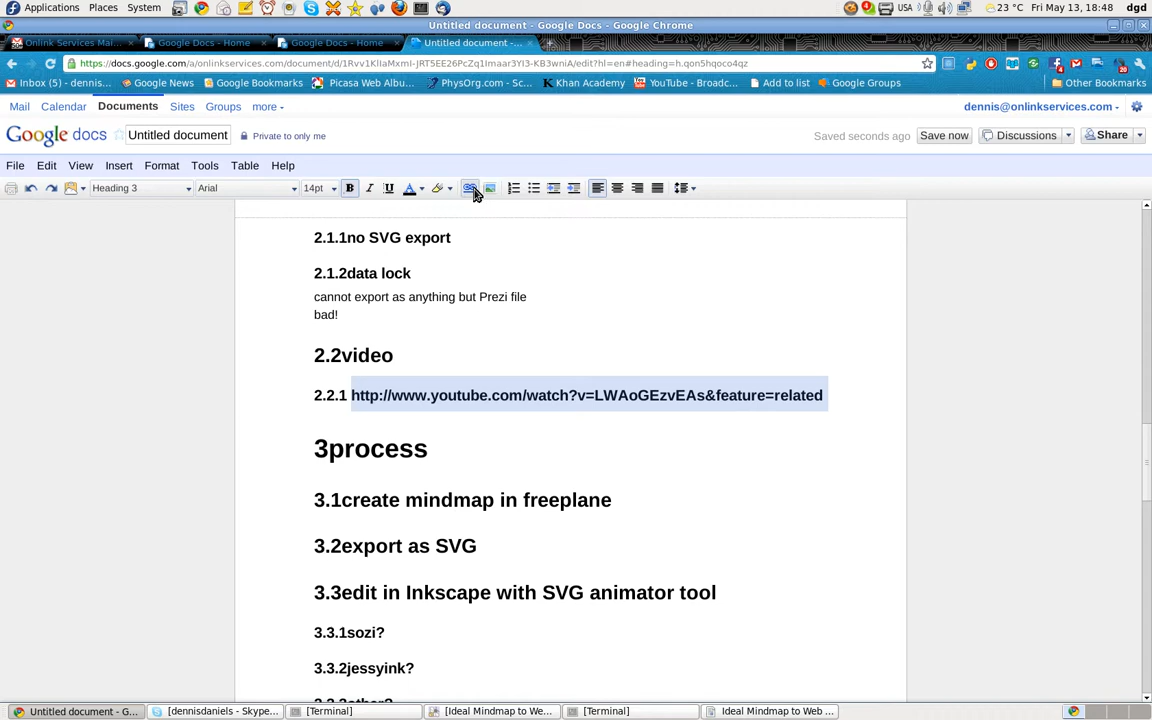 Applications Places System USA 23 °C Fri May 13, 18:48 dgd
Untitled document - Google Docs - Google Chrome
Onlink Services Mai... Google Docs - Home Google Docs - Home Untitled document -...
https://docs.google.com/a/onlinkservices.com/document/d/1Rvv1KIIaMxmI-JRT5EE26PcZq1Imaar3YI3-KB3wniA/edit?hl=en#heading=h.qon5hqoco4qz
Inbox (5) - dennis... Google News Picasa Web Albu... PhysOrg.com - Sc... Khan Academy YouTube - Broadc... Add to list Google Groups Other Bookmarks
Mail Calendar Documents Sites Groups more dennis@onlinkservices.com
Google docs Untitled document Private to only me Saved seconds ago Save now Discussions Share
File Edit View Insert Format Tools Table Help
Heading 3 Arial 14pt B I U A
2.1.1no SVG export
2.1.2data lock
cannot export as anything but Prezi file
bad!
2.2video
2.2.1 http://www.youtube.com/watch?v=LWAoGEzvEAs&feature=related
3process
3.1create mindmap in freeplane
3.2export as SVG
3.3edit in Inkscape with SVG animator tool
3.3.1sozi?
3.3.2jessyink?
3.3.3other?
Untitled document - G... [dennisdaniels - Skype... [Terminal] [Ideal Mindmap to We... [Terminal] Ideal Mindmap to Web ...